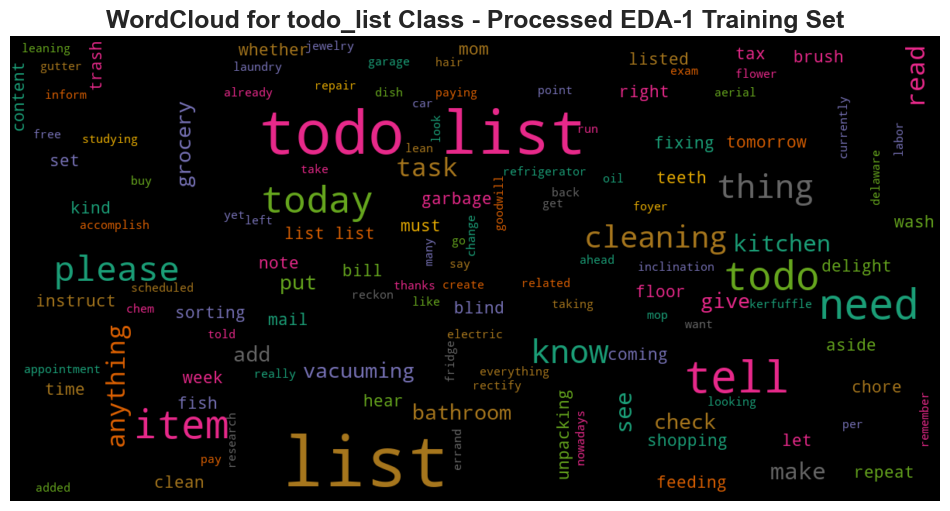 WordCloud for todo_list Class - Processed EDA-1 Training Set
leaning
trash
whether
jewelry
mom
listed
tax
brush
read
gutter
content
laundry
garage
hair
exam
flower
inform
already
repair
dish
paying
point
right
aerial
car
free
studying
grocery
todo list
look
run
fixing
tomorrow
currently
labor
set
lean
task
take
refrigerator
oil
teeth
thing
delaware
buy
today
garbage
goodwill
back
get
foyer
kind
yet
left
must
wash
accomplish
list list
many
go
change
cleaning
kitchen
please
note
bill
say
ahead
inclination
todo
delight
scheduled
put
thanks
create
related
floor
give
kerfuffle
need
instruct
reckon
like
taking
chem
sorting
mail
blind
mop
want
told
electric
anything
add
fridge
know
coming
aside
appointment
week
really
vacuuming
everything
rectify
tell
time
fish
hear
bathroom
unpacking
nowadays
see
looking
chore
item
research
check
per
remember
list
errand
shopping
let
pay
added
clean
feeding
make
repeat